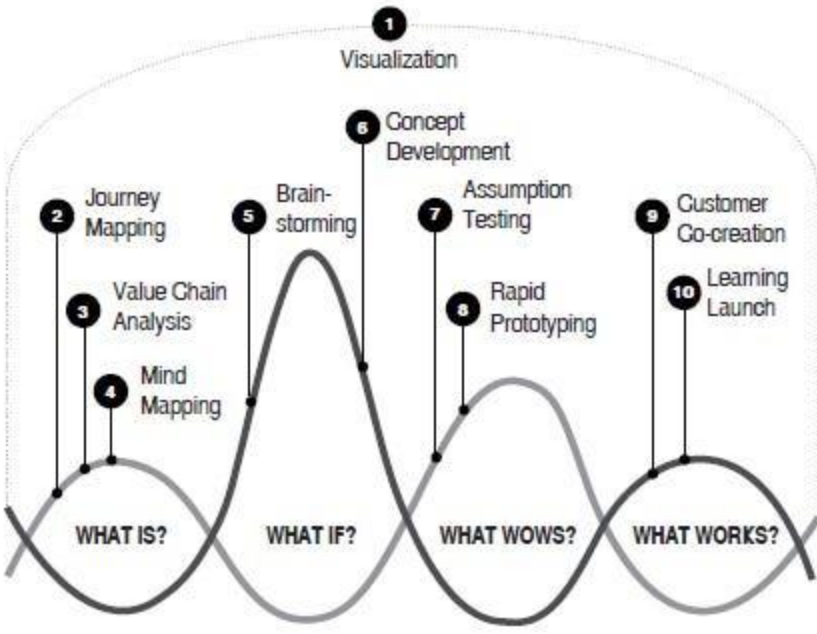 1
Visualization
2
Journey
Mapping
3
Value Chain
Analysis
4
Mind
Mapping
5
Brain-
storming
6
Concept
Development
7
Assumption
Testing
8
Rapid
Prototyping
9
Customer
Co-creation
10
Learning
Launch
WHAT IS?
WHAT IF?
WHAT WOWS?
WHAT WORKS?